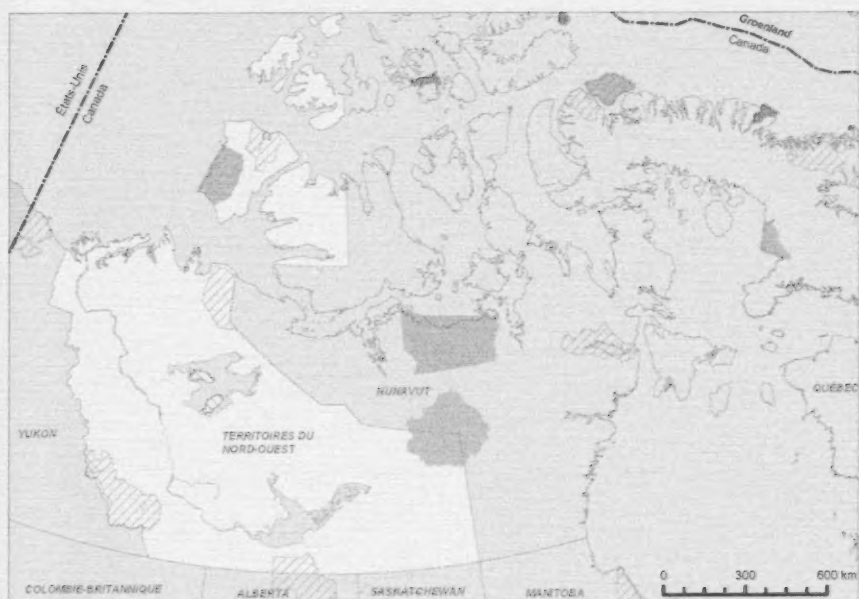 Groenland
Canada
États-Unis
Canada
NUNAVUT
QUÉBEC
YUKON
TERRITOIRES DU
NORD-OUEST
COLOMBIE-BRITANNIQUE
ALBERTA
SASKATCHEWAN
MANITOBA
0 300 600 km